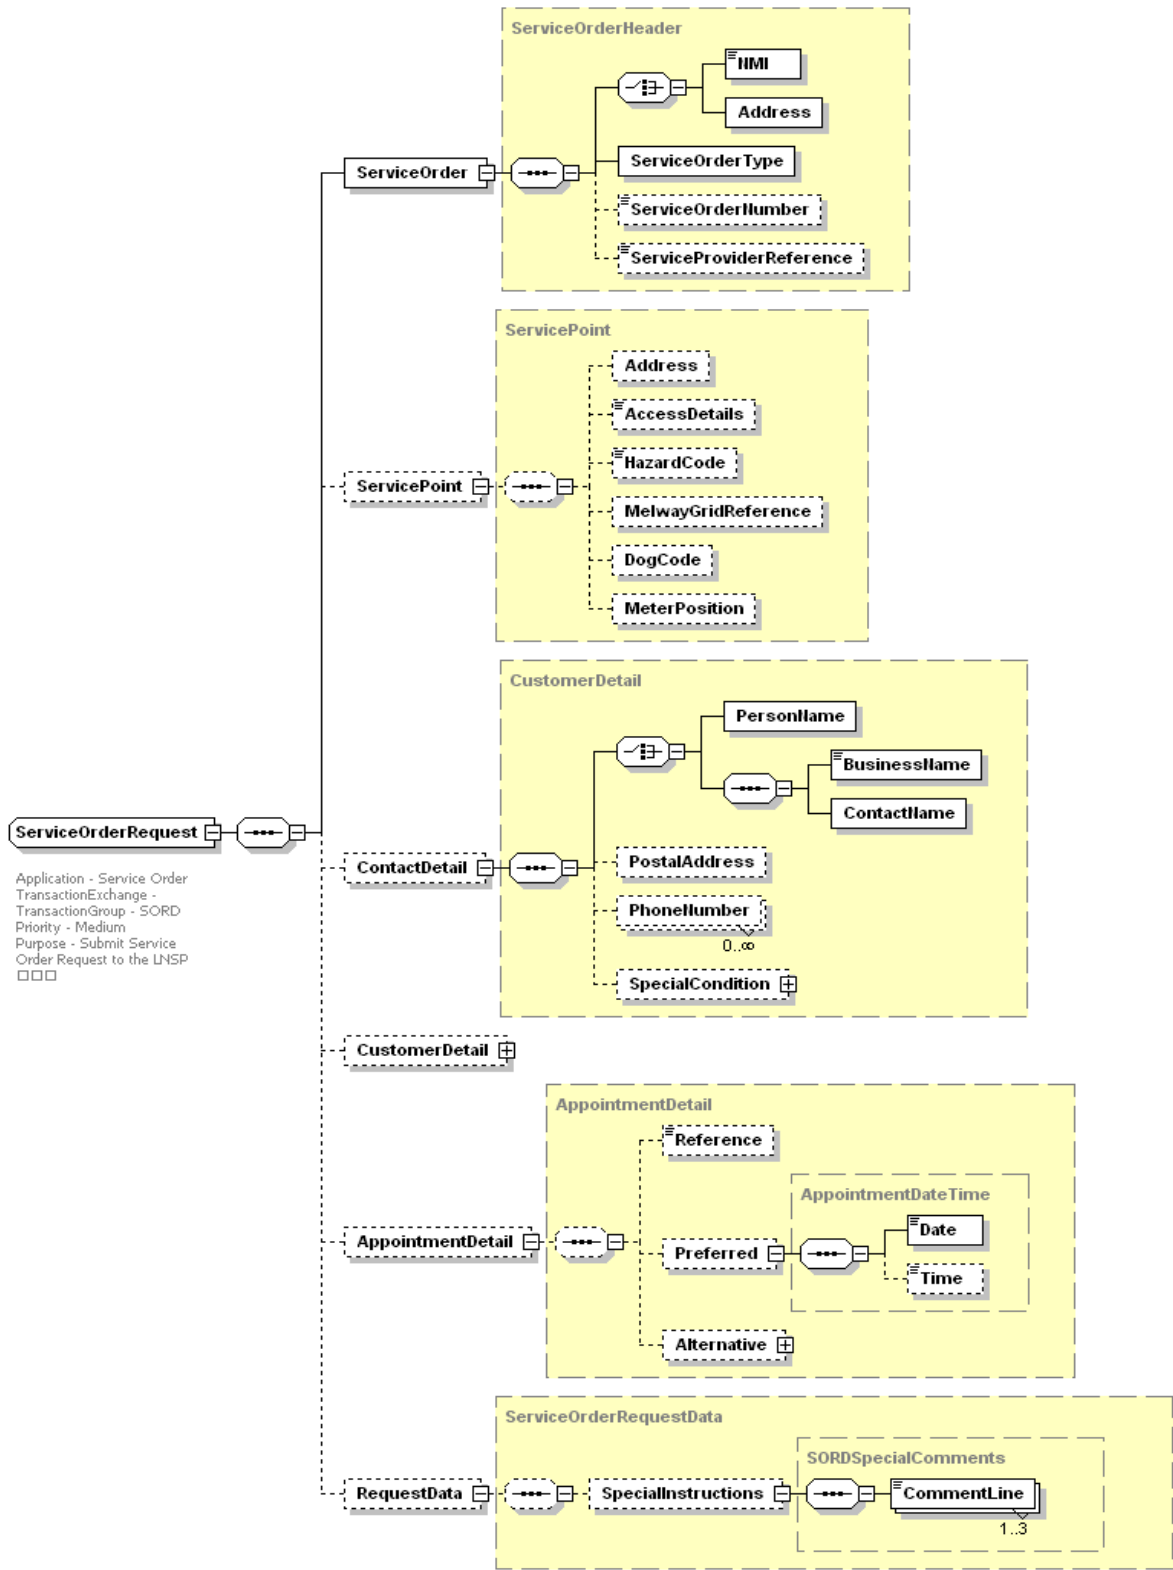 ServiceOrderHeader
NMI
Address
ServiceOrder
ServiceOrderType
ServiceOrderNumber
ServiceProviderReference
ServicePoint
Address
AccessDetails
HazardCode
ServicePoint
MelwayGridReference
DogCode
MeterPosition
CustomerDetail
PersonName
BusinessName
ContactName
ServiceOrderRequest
Application - Service Order
TransactionExchange -
TransactionGroup - SORD
Priority - Medium
Purpose - Submit Service
Order Request to the LNSP
ContactDetail
PostalAddress
PhoneNumber
0..∞
SpecialCondition
CustomerDetail
AppointmentDetail
Reference
AppointmentDateTime
Date
AppointmentDetail
Preferred
Time
Alternative
ServiceOrderRequestData
SORDSpecialComments
RequestData
SpecialInstructions
CommentLine
1..3